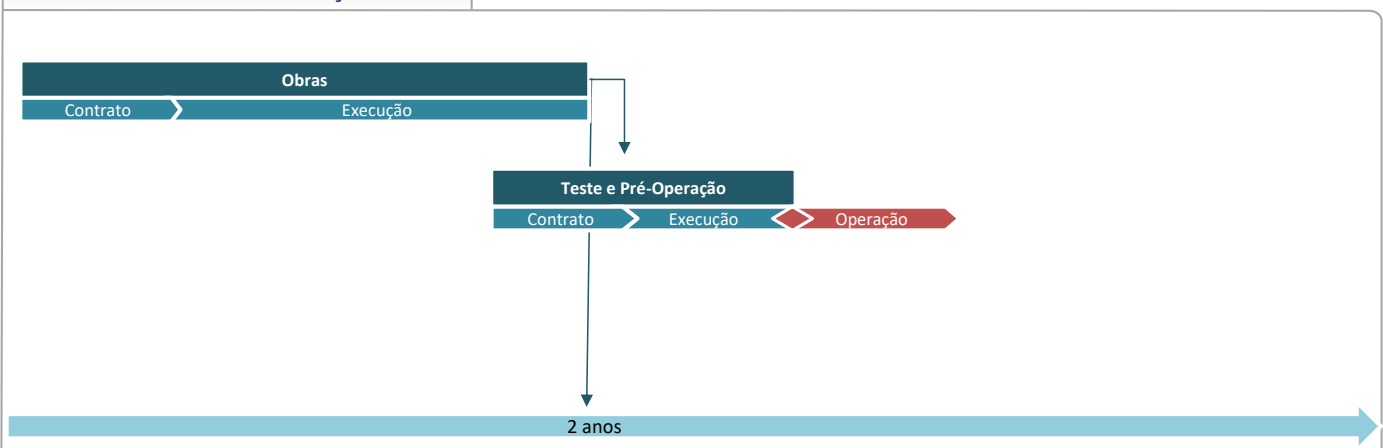 Obras
Contrato
Execução
Teste e Pré-Operação
Contrato
Execução
Operação
2 anos